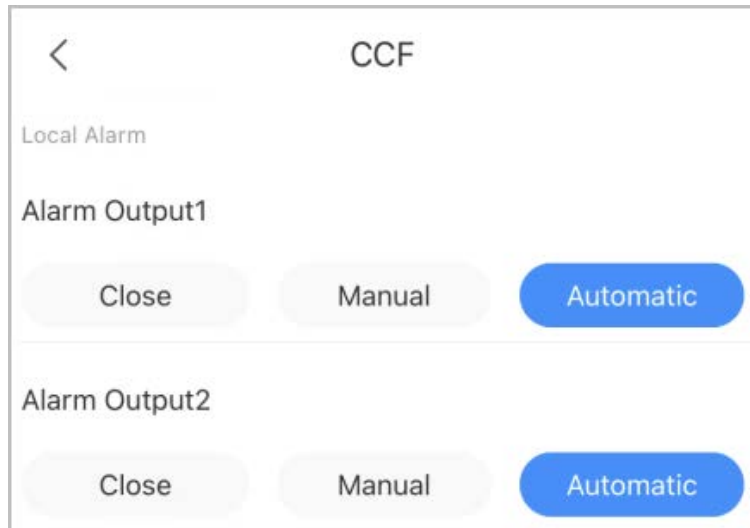 CCF
Local Alarm
Alarm Output1
Close Manual Automatic
Alarm Output2
Close Manual Automatic